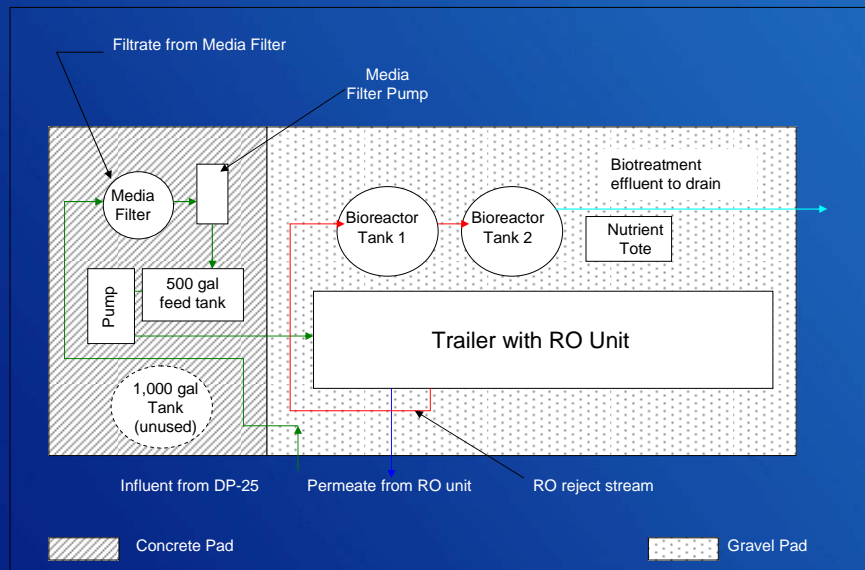 Filtrate from Media Filter
Media
Filter Pump
Biotreatment
effluent to drain
Media
Filter
Bioreactor
Tank 1
Bioreactor
Tank 2
Nutrient
Tote
Pump
500 gal
feed tank
Trailer with RO Unit
1,000 gal
Tank
(unused)
Influent from DP-25
Permeate from RO unit
RO reject stream
Concrete Pad
Gravel Pad